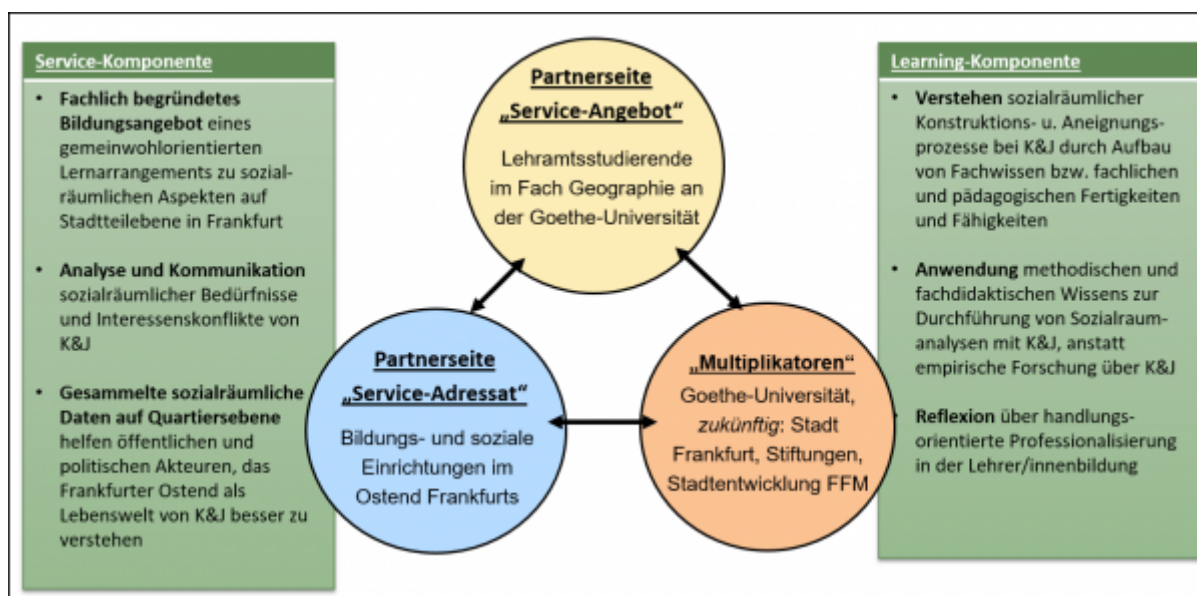 Service-Komponente
• Fachlich begründetes
Bildungsangebot eines
gemeinwohlorientierten
Lernarrangements zu sozial-
räumlichen Aspekten auf
Stadtteilebene in Frankfurt
• Analyse und Kommunikation
sozialräumlicher Bedürfnisse
und Interessenskonflikte von
K&J
• Gesammelte sozialräumliche
Daten auf Quartiersebene
helfen öffentlichen und
politischen Akteuren, das
Frankfurter Ostend als
Lebenswelt von K&J besser zu
verstehen
Partnerseite
„Service-Angebot“
Lehramtsstudierende
im Fach Geographie an
der Goethe-Universität
Partnerseite
„Service-Adressat“
Bildungs- und soziale
Einrichtungen im
Ostend Frankfurts
„Multiplikatoren“
Goethe-Universität,
zukünftig: Stadt
Frankfurt, Stiftungen,
Stadtentwicklung FFM
Learning-Komponente
• Verstehen sozialräumlicher
Konstruktions- u. Aneignungs-
prozesse bei K&J durch Aufbau
von Fachwissen bzw. fachlichen
und pädagogischen Fertigkeiten
und Fähigkeiten
• Anwendung methodischen und
fachdidaktischen Wissens zur
Durchführung von Sozialraum-
analysen mit K&J, anstatt
empirische Forschung über K&J
• Reflexion über handlungs-
orientierte Professionalisierung
in der Lehrer/innenbildung